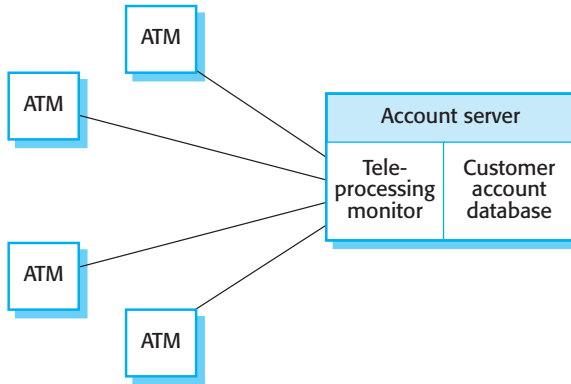 ATM
ATM
Account server
Tele-
processing
monitor
Customer
account
database
ATM
ATM